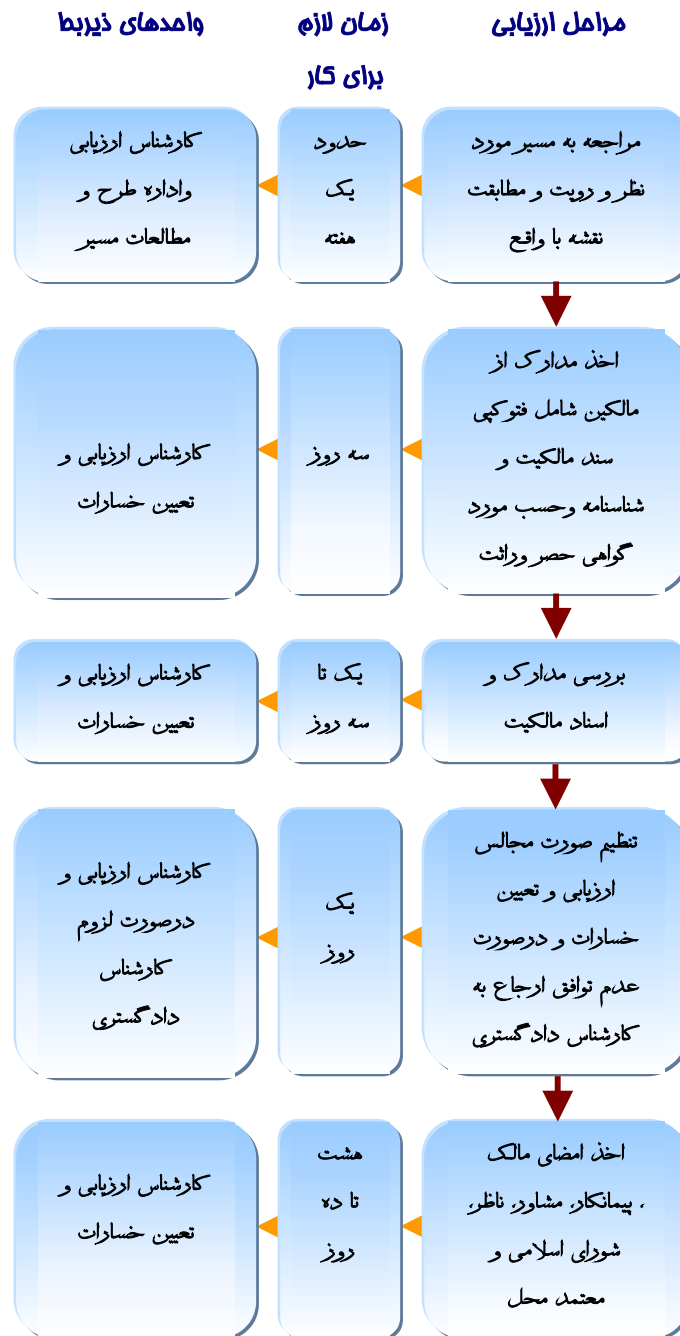 مراحل ارزیابی
زمان لازم
برای کار
واحدهای ذیربط
مراجعه به مسیر مورد
نظر و رویت و مطابقت
نقشه با واقع
حدود
یک
هفته
کارشناس ارزیابی
واداره طرح و
مطالعات مسیر
اخذ مدارک از
مالکین شامل فتوکپی
سند مالکیت و
شناسنامه وحسب مورد
گواهی حصر وراثت
سه روز
کارشناس ارزیابی و
تعیین خسارات
بررسی مدارک و
اسناد مالکیت
یک تا
سه روز
کارشناس ارزیابی و
تعیین خسارات
تنظیم صورت مجالس
ارزیابی و تعیین
خسارات و درصورت
عدم توافق ارجاع به
کارشناس دادگستری
یک
روز
کارشناس ارزیابی و
درصورت لزوم
کارشناس
دادگستری
اخذ امضای مالک
، پیمانکار، مشاور، ناظر،
شورای اسلامی و
معتمد محل
هشت
تا ده
روز
کارشناس ارزیابی و
تعیین خسارات